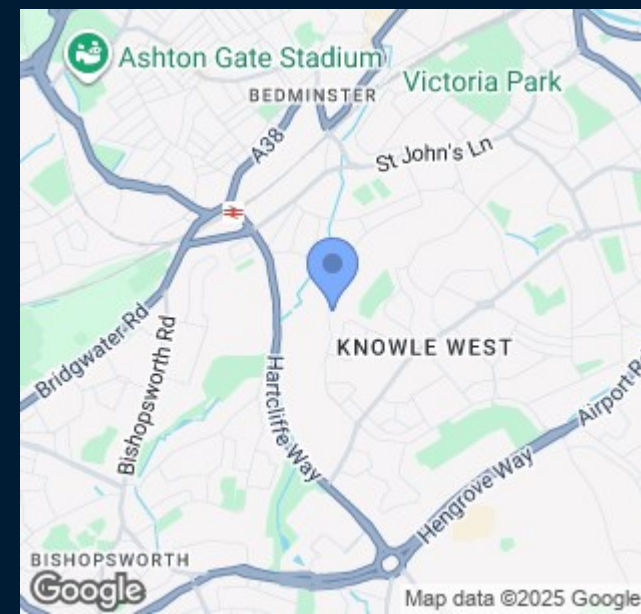 Ashton Gate Stadium
BEDMINSTER
Victoria Park
A38
St John's Ln
KNOWLE WEST
Bridgwater Rd
Bishopsworth Rd
Hartcliffe Way
Airport R
Hengrove Way
BISHOPSWORTH
Google
Map data ©2025 Google